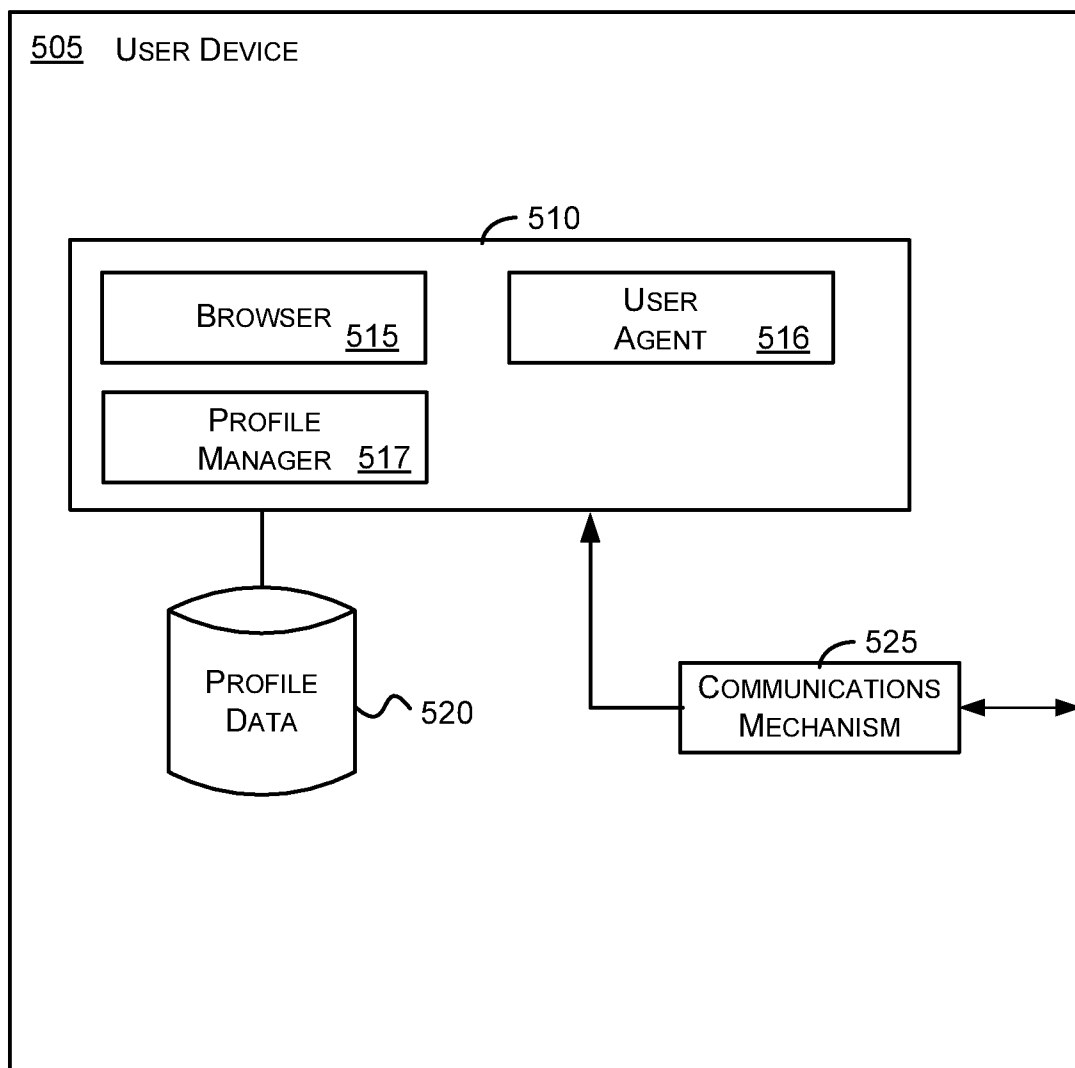 505 USER DEVICE
510
BROWSER 515
USER
AGENT 516
PROFILE
MANAGER 517
PROFILE
DATA
520
525
COMMUNICATIONS
MECHANISM